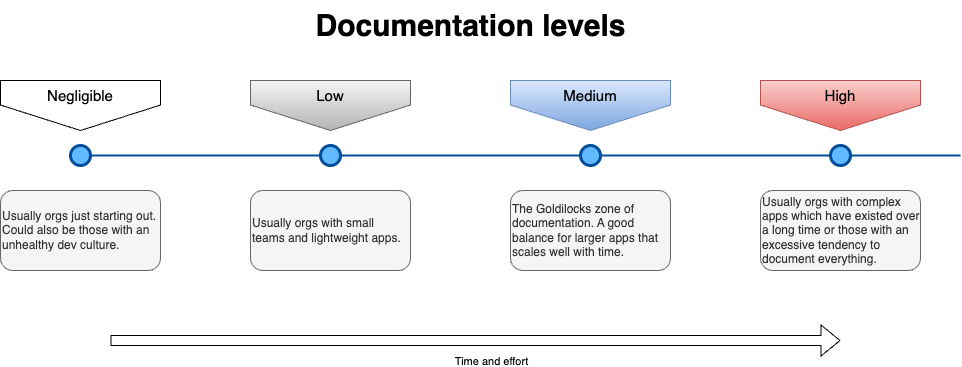 Documentation levels
Negligible
Low
Medium
High
Usually orgs just starting out.
Could also be those with an
unhealthy dev culture.
Usually orgs with small
teams and lightweight apps.
The Goldilocks zone of
documentation. A good
balance for larger apps that
scales well with time.
Usually orgs with complex
apps which have existed over
a long time or those with an
excessive tendency to
document everything.
Time and effort